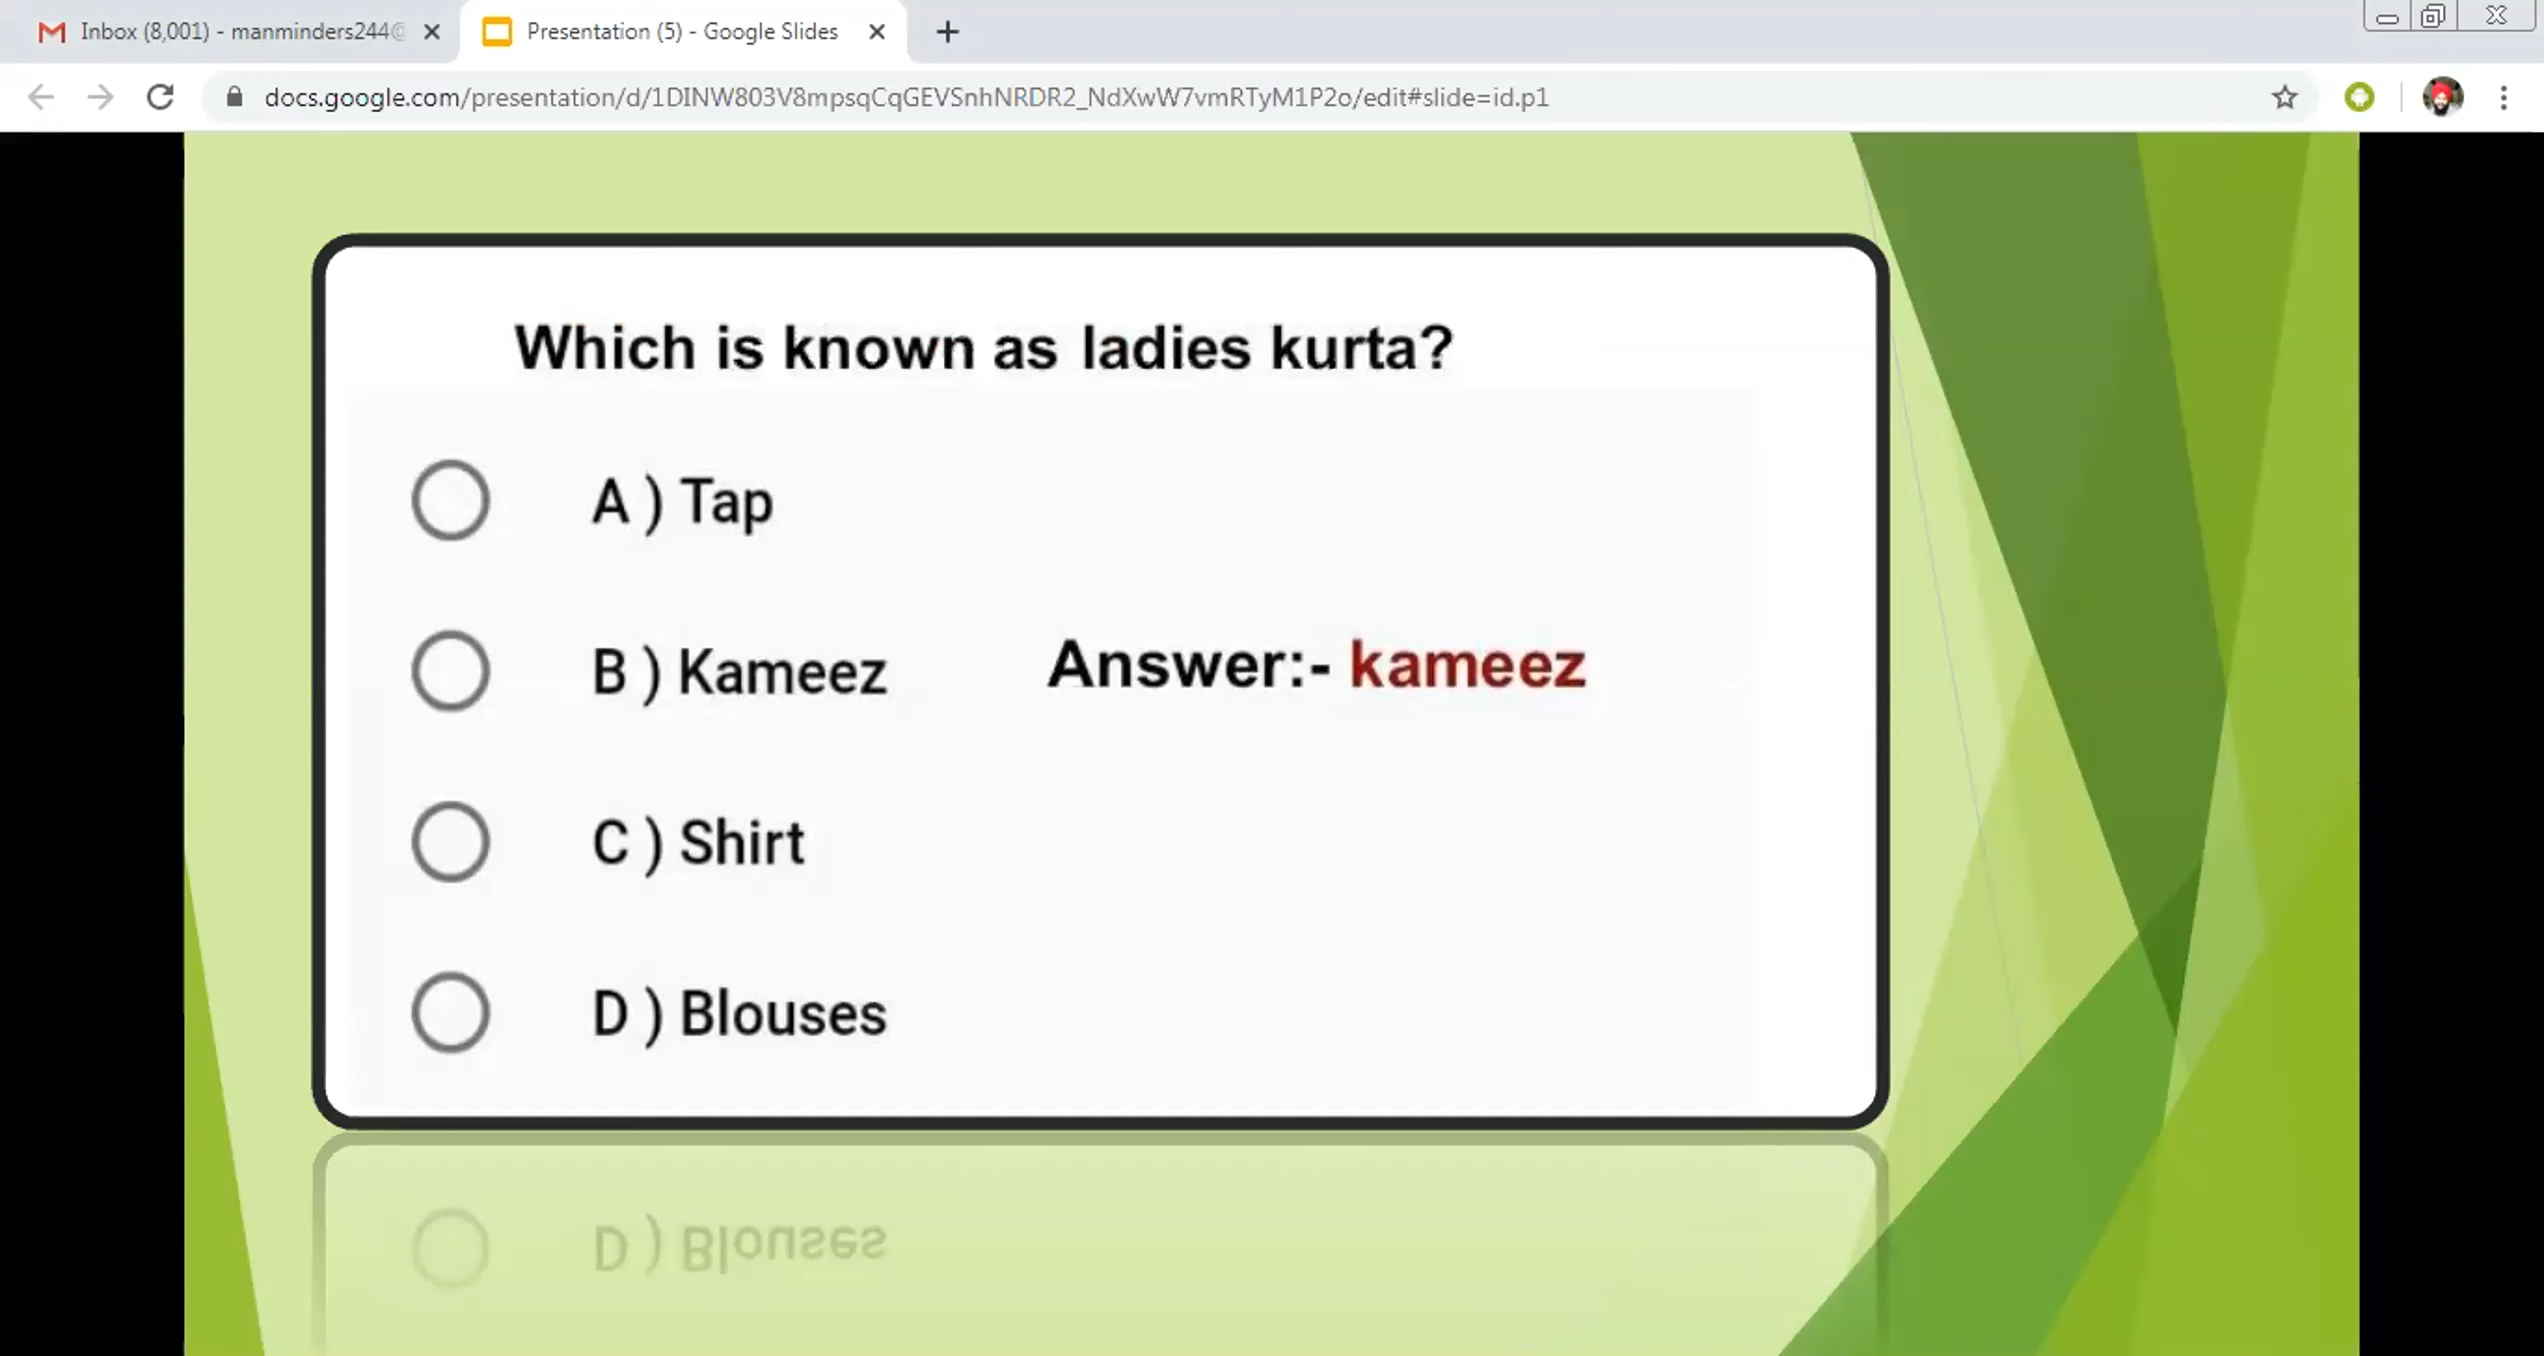 Inbox (8,001) - manminders244@
Presentation (5) - Google Slides
docs.google.com/presentation/d/1DINW803V8mpsqCqGEVSnhNRDR2_NdXwW7vmRTyM1P2o/edit#slide=id.p1
Which is known as ladies kurta?
A ) Tap
B ) Kameez
Answer:- kameez
C ) Shirt
D ) Blouses
D ) Blouses